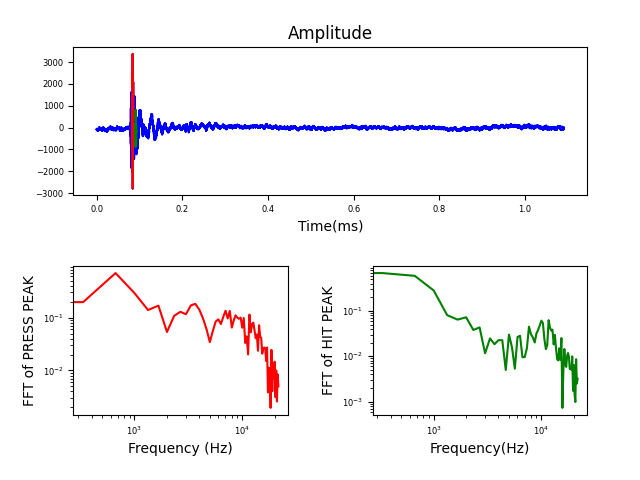 Amplitude
3000
2000
1000
0
−1000
−2000
−3000
0.0 0.2 0.4 0.6 0.8 1.0
Time(ms)
FFT of PRESS PEAK
10⁻¹
10⁻²
10³ 10⁴
Frequency (Hz)
FFT of HIT PEAK
10⁻¹
10⁻²
10⁻³
10³ 10⁴
Frequency(Hz)